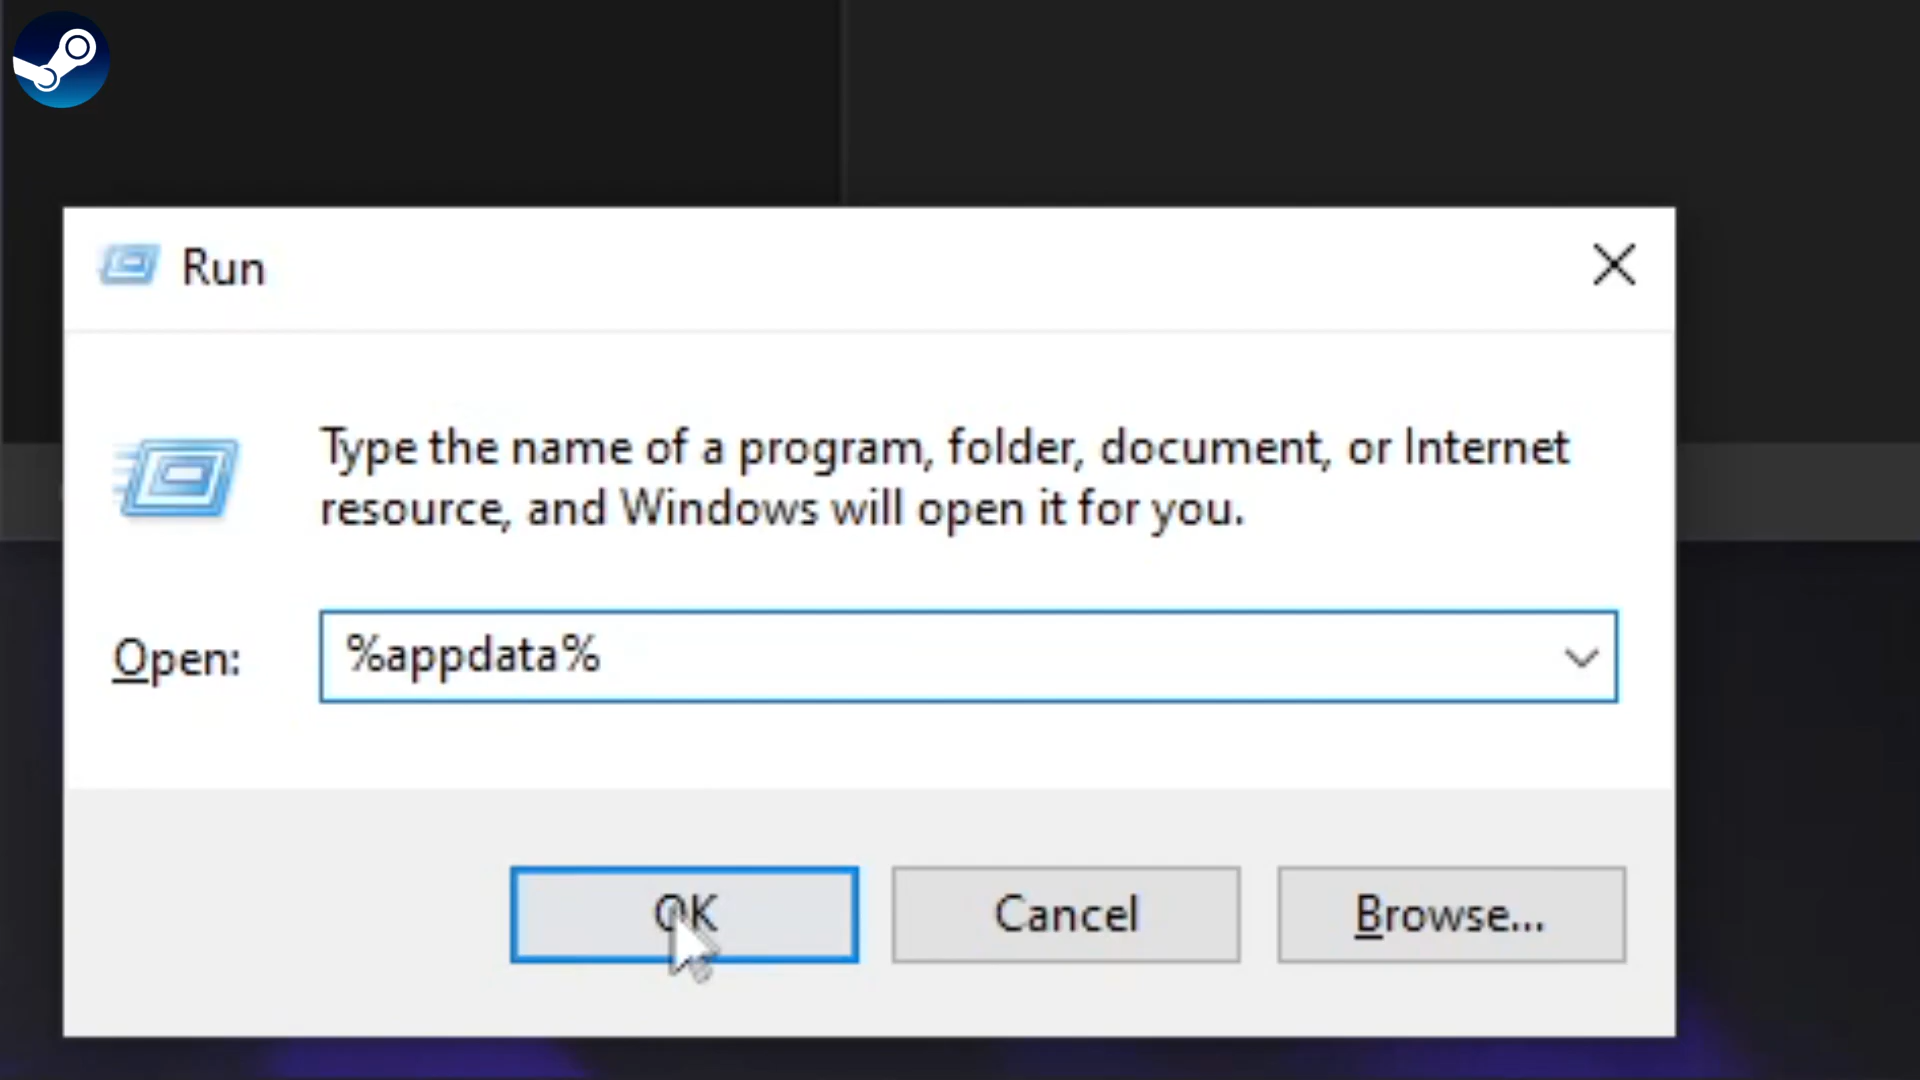 Run
Type the name of a program, folder, document, or Internet
resource, and Windows will open it for you.
Open:
%appdata%
OK
Cancel
Browse...